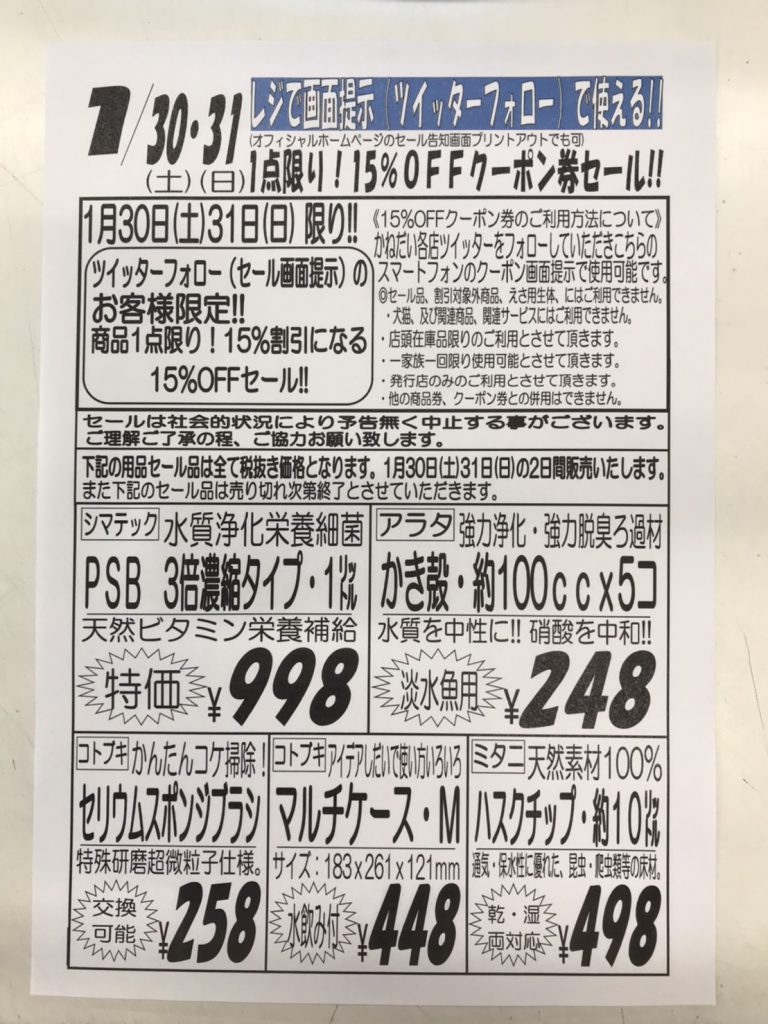 1/30・31
(土)(日)
レジで画面提示(ツイッターフォロー)で使える!!
(オフィシャルホームページのセール告知画面プリントアウトでも可)
1点限り!15%OFFクーポン券セール!!
1月30日(土)31日(日)限り!!
ツイッターフォロー(セール画面提示)の
お客様限定!!
商品1点限り!15%割引になる
15%OFFセール!!
《15%OFFクーポン券のご利用方法について》
かねだい各店ツイッターをフォローしていただきこちらの
スマートフォンのクーポン画面提示で使用可能です。
◎セール品、割引対象外商品、えさ用生体、にはご利用できません。
・犬猫、及び関連商品、関連サービスにはご利用できません。
・店頭在庫品限りのご利用とさせて頂きます。
・一家族一回限り使用可能とさせて頂きます。
・発行店のみのご利用とさせて頂きます。
・他の商品券、クーポン券との併用はできません。
セールは社会的状況により予告無く中止する事がございます。
ご理解ご了承の程、ご協力お願い致します。
下記の用品セール品は全て税抜き価格となります。1月30日(土)31日(日)の2日間販売いたします。
また下記のセール品は売り切れ次第終了とさせていただきます。
シマテック 水質浄化栄養細菌
PSB 3倍濃縮タイプ・1㍑
天然ビタミン栄養補給
特価 ¥998
アラタ 強力浄化・強力脱臭ろ過材
かき殻・約100ccx5コ
水質を中性に!! 硝酸を中和!!
淡水魚用 ¥248
コトブキ かんたんコケ掃除!
セリウムスポンジブラシ
特殊研磨超微粒子仕様。
交換
可能 ¥258
コトブキ アイデアしだいで使い方いろいろ
マルチケース・M
サイズ:183x261x121mm
水飲み付 ¥448
ミタニ 天然素材100%
ハスクチップ・約10㍑
通気・保水性に優れた、昆虫・爬虫類等の床材。
乾・湿
両対応 ¥498